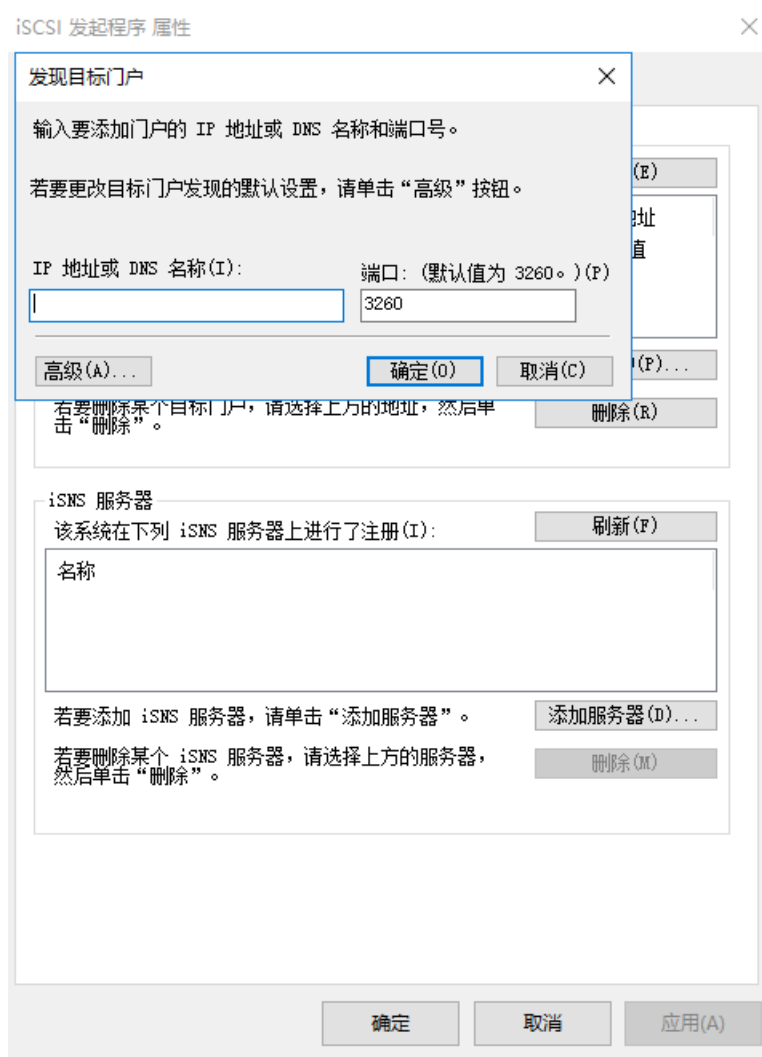 iSCSI 发起程序 属性
发现目标门户
输入要添加门户的 IP 地址或 DNS 名称和端口号。
若要更改目标门户发现的默认设置，请单击“高级”按钮。
IP 地址或 DNS 名称(I):
端口: (默认值为 3260。)(P)
3260
高级(A)...
确定(O)
取消(C)
(E)
地址
值
(P)...
若要删除某个目标门户，请选择上方的地址，然后单
击“删除”。
删除(R)
iSNS 服务器
该系统在下列 iSNS 服务器上进行了注册(I):
刷新(F)
名称
若要添加 iSNS 服务器，请单击“添加服务器”。
添加服务器(D)...
若要删除某个 iSNS 服务器，请选择上方的服务器，
然后单击“删除”。
删除(M)
确定
取消
应用(A)